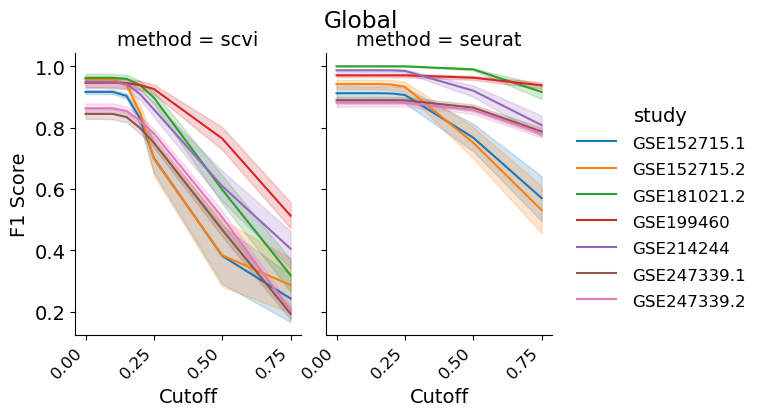 Global
method = scvi
method = seurat
F1 Score
1.0
0.8
0.6
0.4
0.2
0.00
0.25
0.50
0.75
0.00
0.25
0.50
0.75
Cutoff
Cutoff
study
GSE152715.1
GSE152715.2
GSE181021.2
GSE199460
GSE214244
GSE247339.1
GSE247339.2